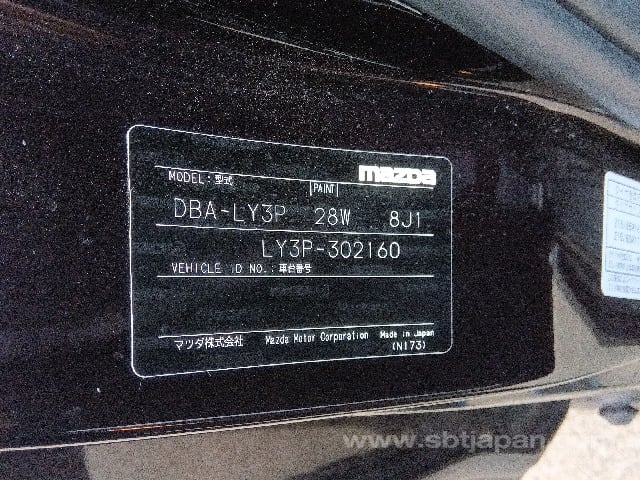 mazda
MODEL:型式
PAINT
DBA-LY3P 28W 8J1
LY3P-302160
VEHICLE ID NO.:車台番号
マツダ株式会社 Mazda Motor Corporation Made in Japan
(N173)
www.sbtjapan.com